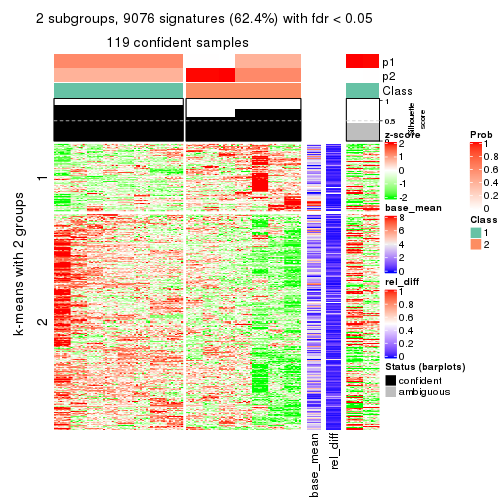 2 subgroups, 9076 signatures (62.4%) with fdr < 0.05
119 confident samples
p1
p2
Class
1
0.5
0
Silhouette
score
k-means with 2 groups
1
2
base_mean
rel_diff
z-score
2
1
0
-1
-2
base_mean
8
6
4
2
0
rel_diff
1
0.8
0.6
0.4
0.2
0
Status (barplots)
confident
ambiguous
Prob
1
0.8
0.6
0.4
0.2
0
Class
1
2